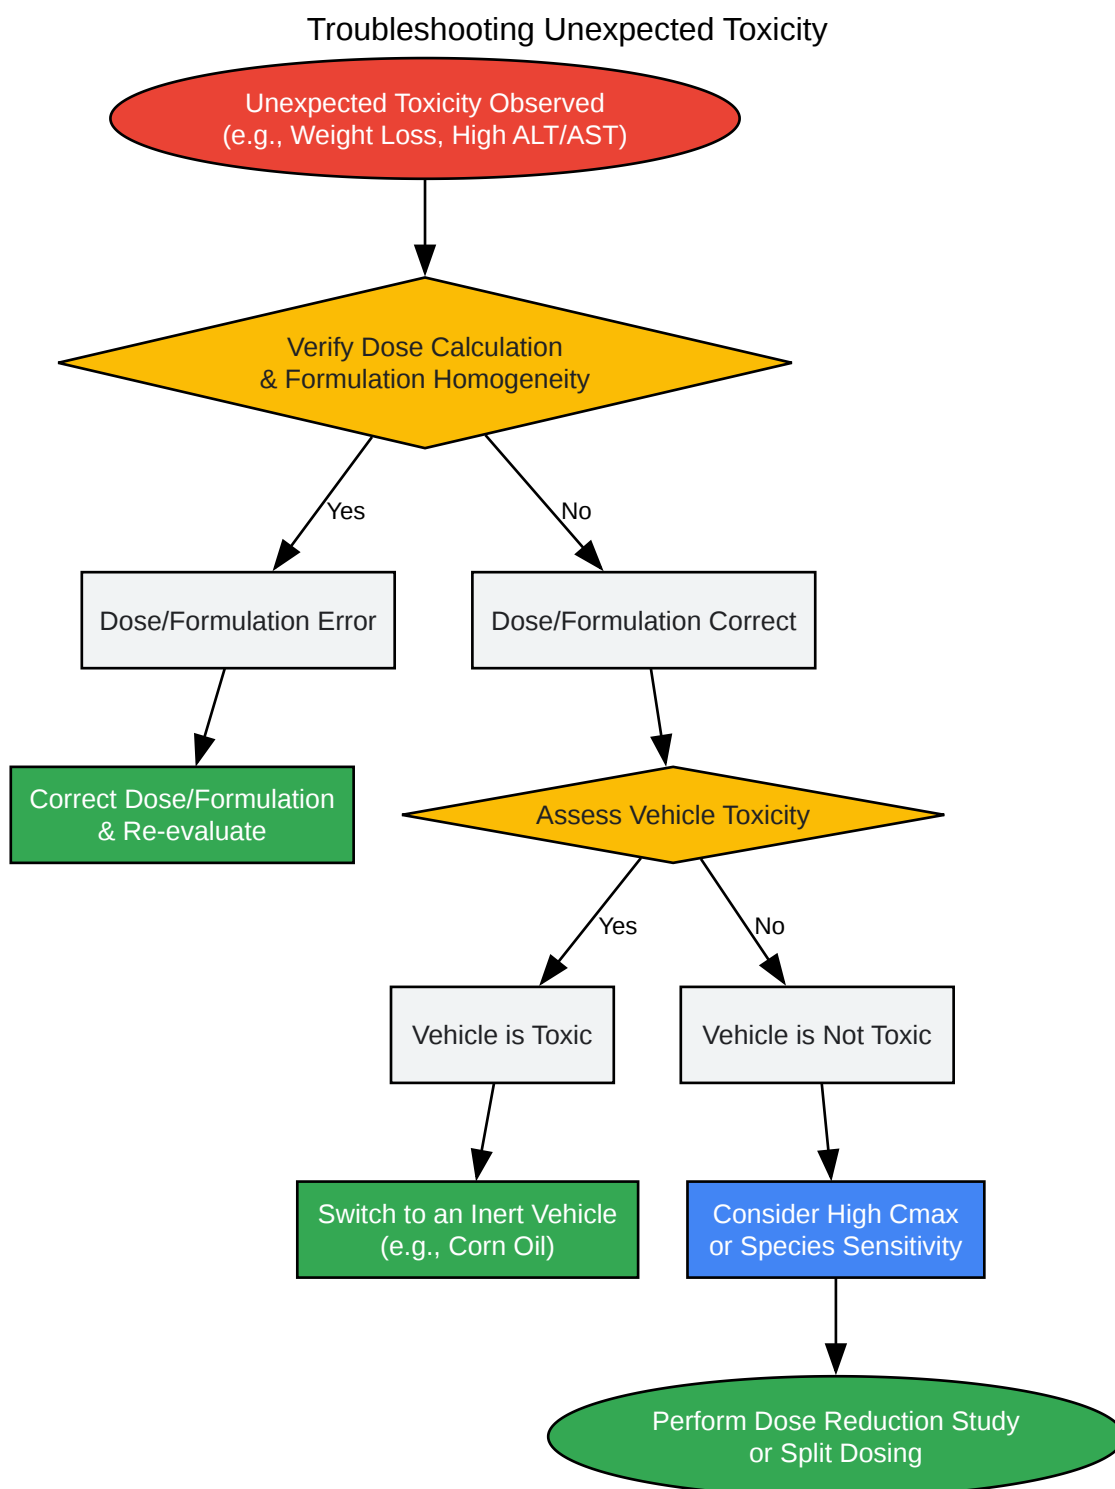 Troubleshooting Unexpected Toxicity
Unexpected Toxicity Observed
(e.g., Weight Loss, High ALT/AST)
Verify Dose Calculation
& Formulation Homogeneity
Yes
No
Dose/Formulation Error
Dose/Formulation Correct
Correct Dose/Formulation
& Re-evaluate
Assess Vehicle Toxicity
Yes
No
Vehicle is Toxic
Vehicle is Not Toxic
Switch to an Inert Vehicle
(e.g., Corn Oil)
Consider High Cmax
or Species Sensitivity
Perform Dose Reduction Study
or Split Dosing